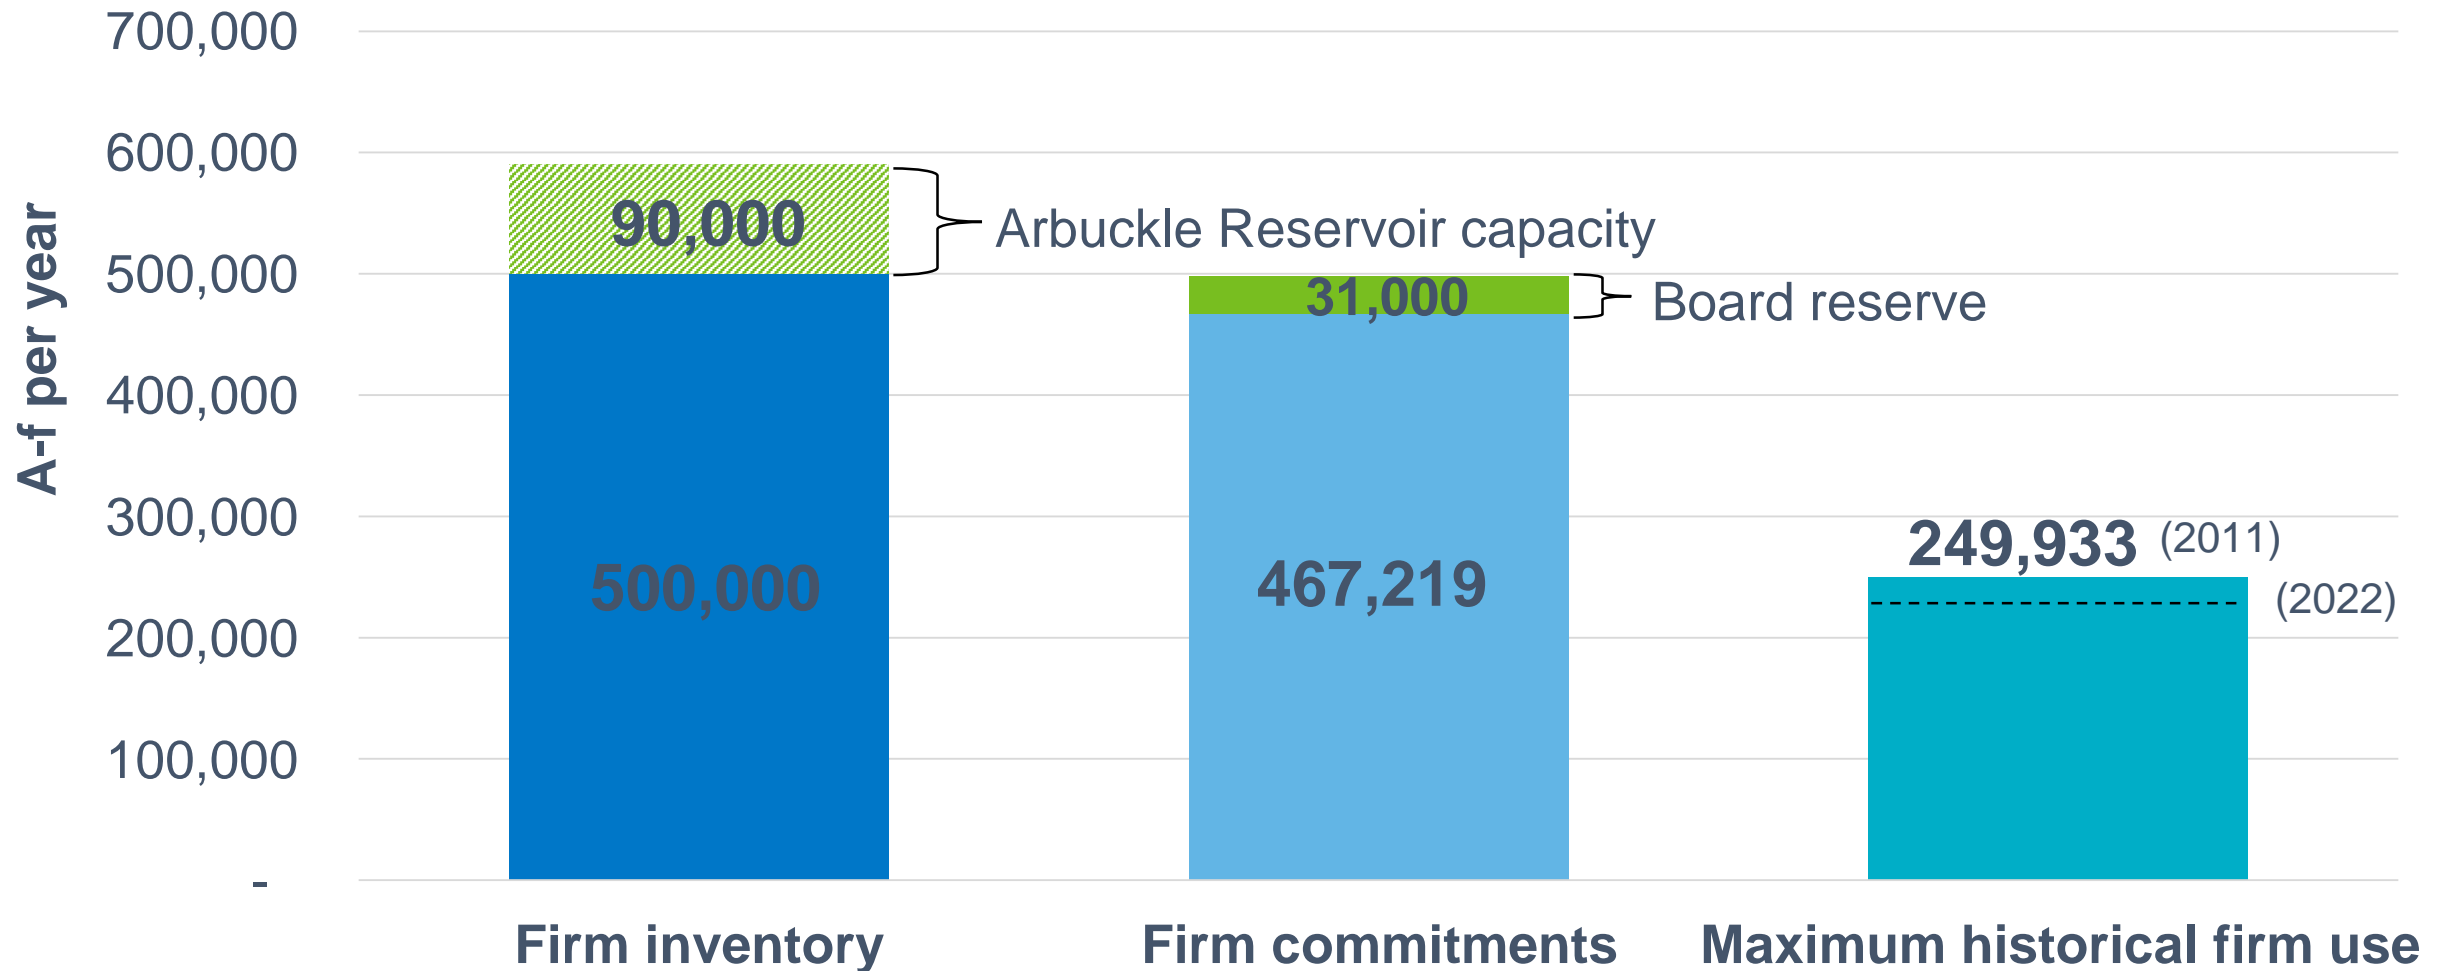 700,000
600,000
500,000
400,000
300,000
200,000
100,000
-
A-f per year
90,000
Arbuckle Reservoir capacity
500,000
31,000
Board reserve
467,219
249,933 (2011)
(2022)
Firm inventory
Firm commitments
Maximum historical firm use